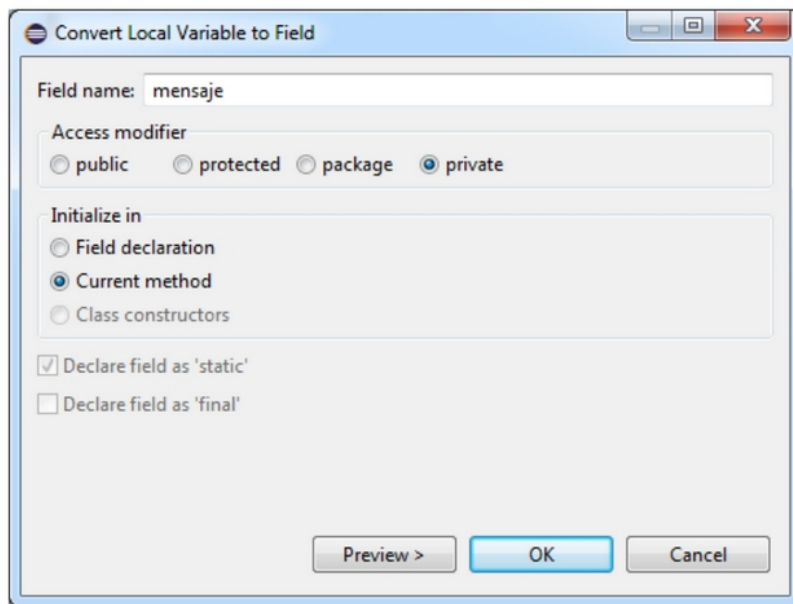 Convert Local Variable to Field
Field name: mensaje
Access modifier
public protected package private
Initialize in
Field declaration
Current method
Class constructors
Declare field as 'static'
Declare field as 'final'
Preview > OK Cancel